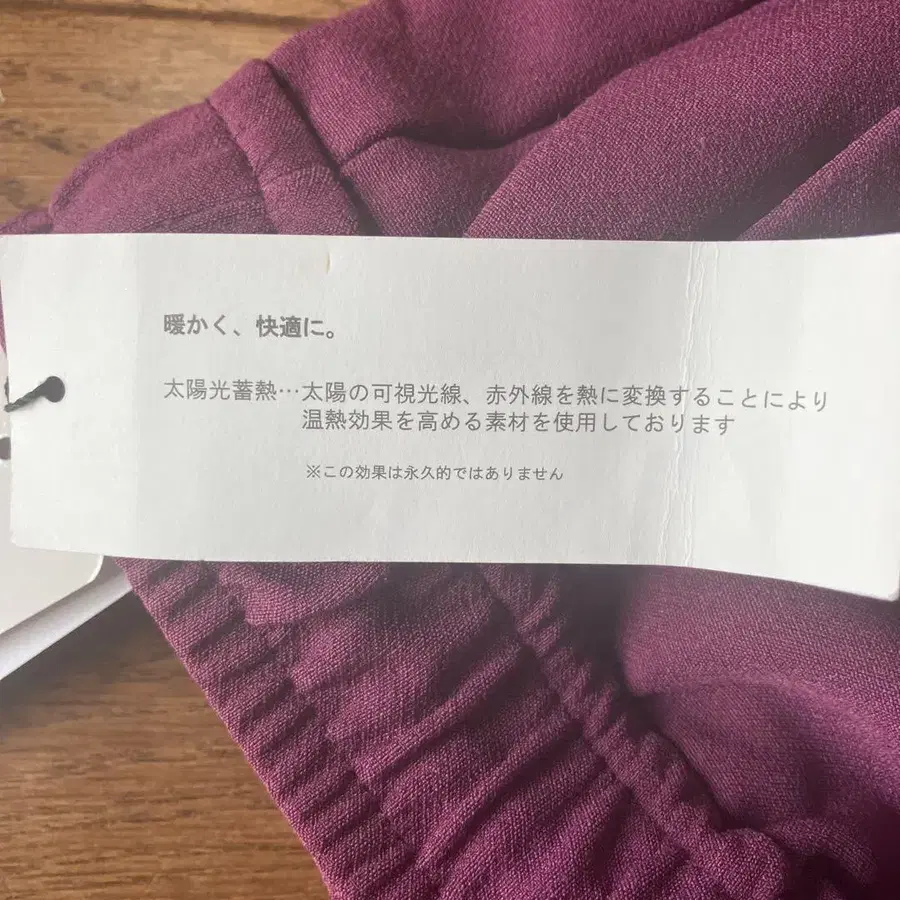 暖かく、快適に。
太陽光蓄熱…太陽の可視光線、赤外線を熱に変換することにより
温熱効果を高める素材を使用しております
※この効果は永久的ではありません